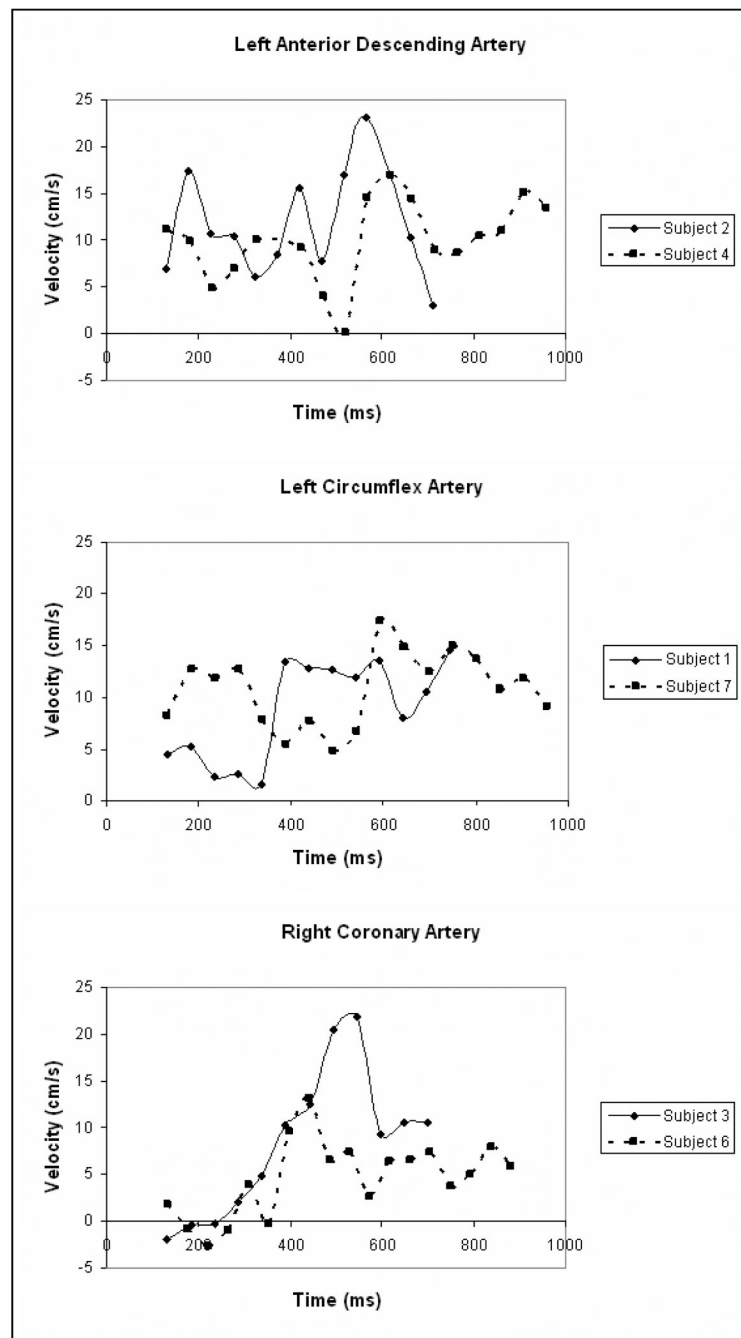 Left Anterior Descending Artery
25
20
15
10
5
0
-5
0 200 400 600 800 1000
Velocity (cm/s)
Time (ms)
Subject 2
Subject 4
Left Circumflex Artery
25
20
15
10
5
0
0 200 400 600 800 1000
Velocity (cm/s)
Time (ms)
Subject 1
Subject 7
Right Coronary Artery
25
20
15
10
5
0
-5
0 200 400 600 800 1000
Velocity (cm/s)
Time (ms)
Subject 3
Subject 6